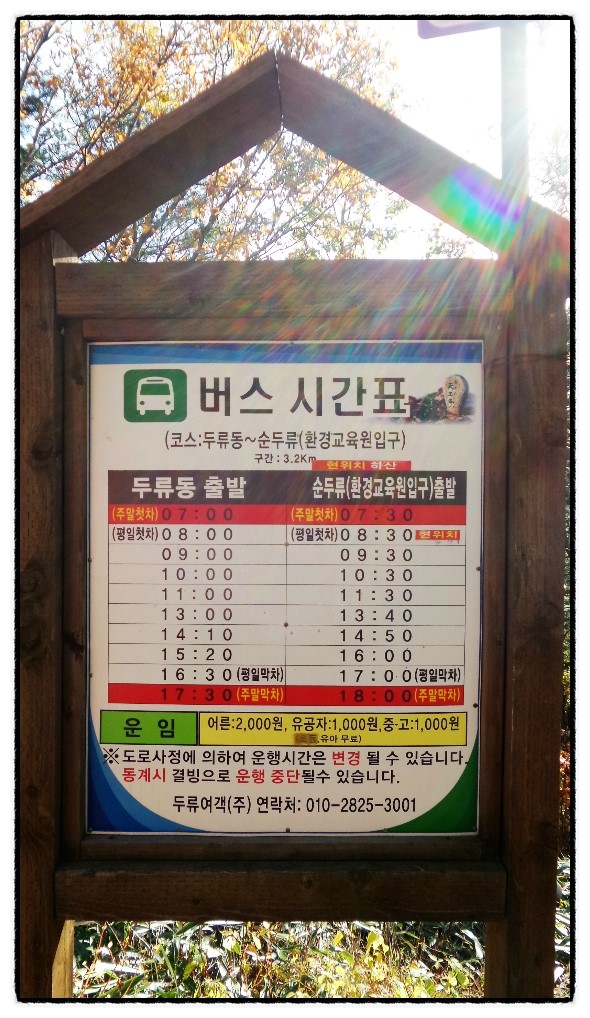 버스 시간표
(코스:두류동~순두류(환경교육원입구)
구간 : 3.2Km
현위치 하산
두류동 출발 순두류(환경교육원입구)출발
(주말첫차) 07:00 (주말첫차) 07:30
(평일첫차) 08:00 (평일첫차) 08:30 현위치
09:00 09:30
10:00 10:30
11:00 11:30
13:00 13:40
14:10 14:50
15:20 16:00
16:30 (평일막차) 17:00 (평일막차)
17:30 (주말막차) 18:00 (주말막차)
운 임 어른:2,000원, 유공자:1,000원,중·고:1,000원
유아 무료)
※도로사정에 의하여 운행시간은 변경 될 수 있습니다.
동계시 결빙으로 운행 중단될수 있습니다.
두류여객(주) 연락처: 010-2825-3001